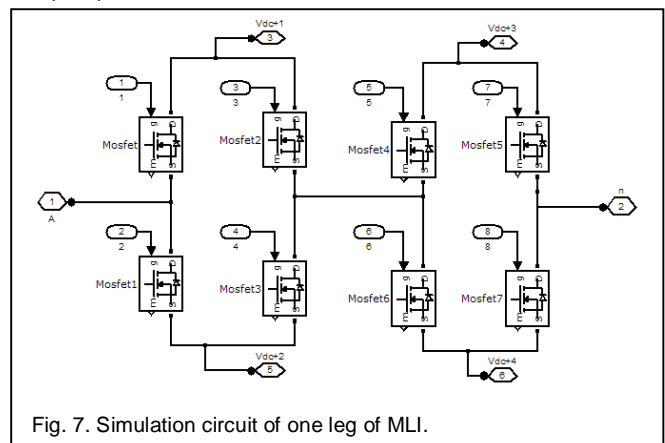 Vdc+1
3
Vdc+3
4
1
1
3
3
5
5
7
7
g D
Mosfet
m S
g D
Mosfet2
m S
g D
Mosfet4
m S
g D
Mosfet5
m S
1
A
n
2
2
2
4
4
6
6
8
8
g D
Mosfet1
m S
g D
Mosfet3
m S
g D
Mosfet6
m S
g D
Mosfet7
m S
Vdc+2
5
Vdc+4
6
Fig. 7. Simulation circuit of one leg of MLI.